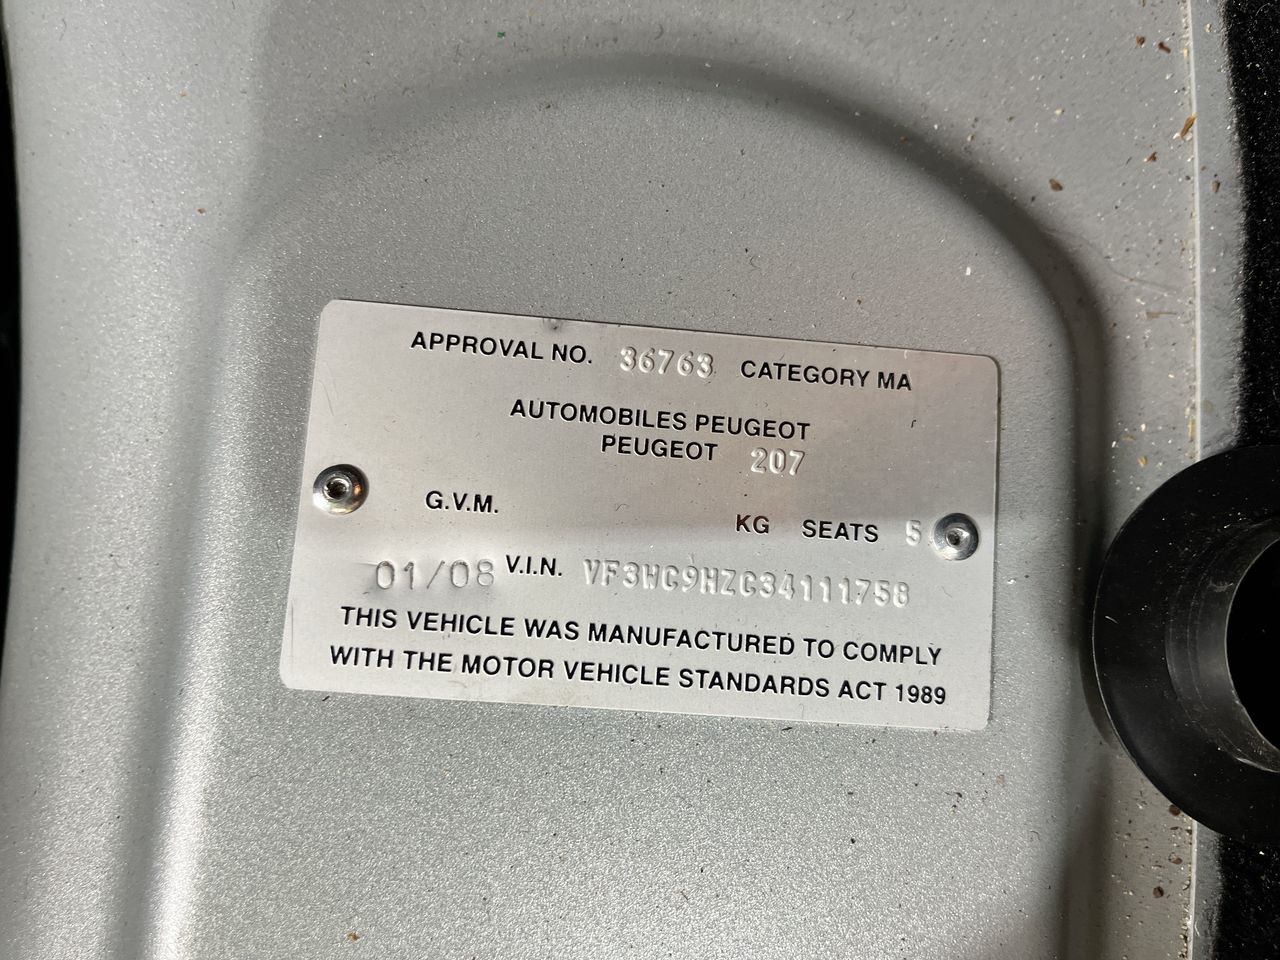 APPROVAL NO. 36763 CATEGORY MA
AUTOMOBILES PEUGEOT
PEUGEOT 207
G.V.M. KG SEATS 5
01/08 V.I.N. VF3WC9HZC34111758
THIS VEHICLE WAS MANUFACTURED TO COMPLY
WITH THE MOTOR VEHICLE STANDARDS ACT 1989